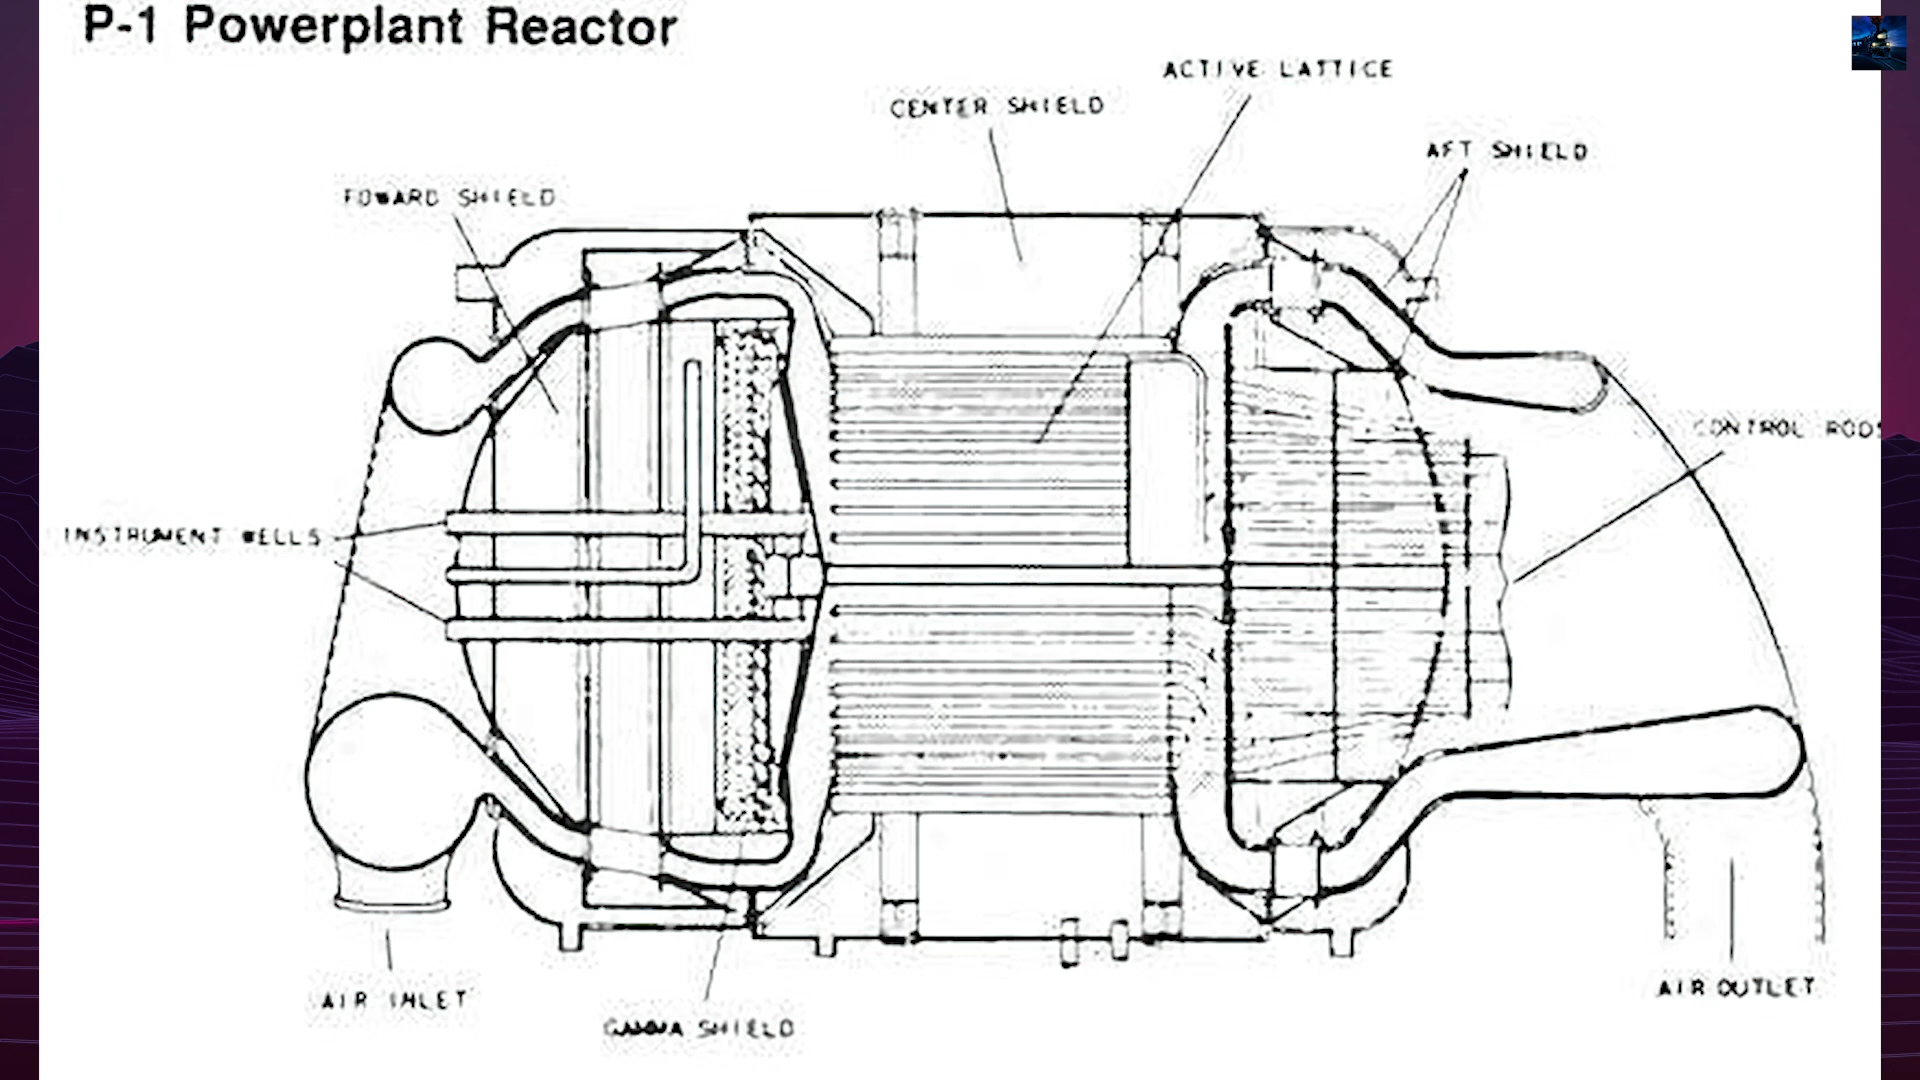 P-1 Powerplant Reactor
ACTIVE LATTICE
CENTER SHIELD
AFT SHIELD
FOWARD SHIELD
CONTROL RODS
INSTRUMENT WELLS
AIR OUTLET
AIR INLET
GAMMA SHIELD